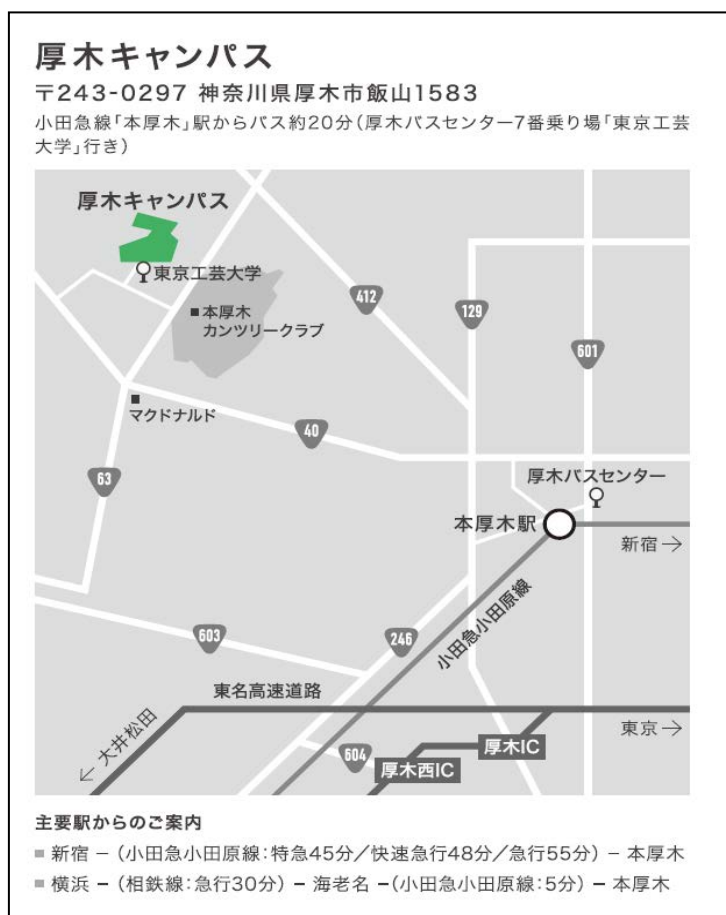 厚木キャンパス
〒243-0297 神奈川県厚木市飯山1583
小田急線「本厚木」駅からバス約20分(厚木バスセンター7番乗り場「東京工芸
大学」行き)
厚木キャンパス
東京工芸大学
本厚木
カンツリークラブ
412
129
601
マクドナルド
40
63
厚木バスセンター
本厚木駅
新宿→
小田急小田原線
603
246
東名高速道路
←大井松田
東京→
604
厚木西IC
厚木IC
主要駅からのご案内
■ 新宿 − (小田急小田原線:特急45分/快速急行48分/急行55分) − 本厚木
■ 横浜 − (相鉄線:急行30分) − 海老名 −(小田急小田原線:5分) − 本厚木